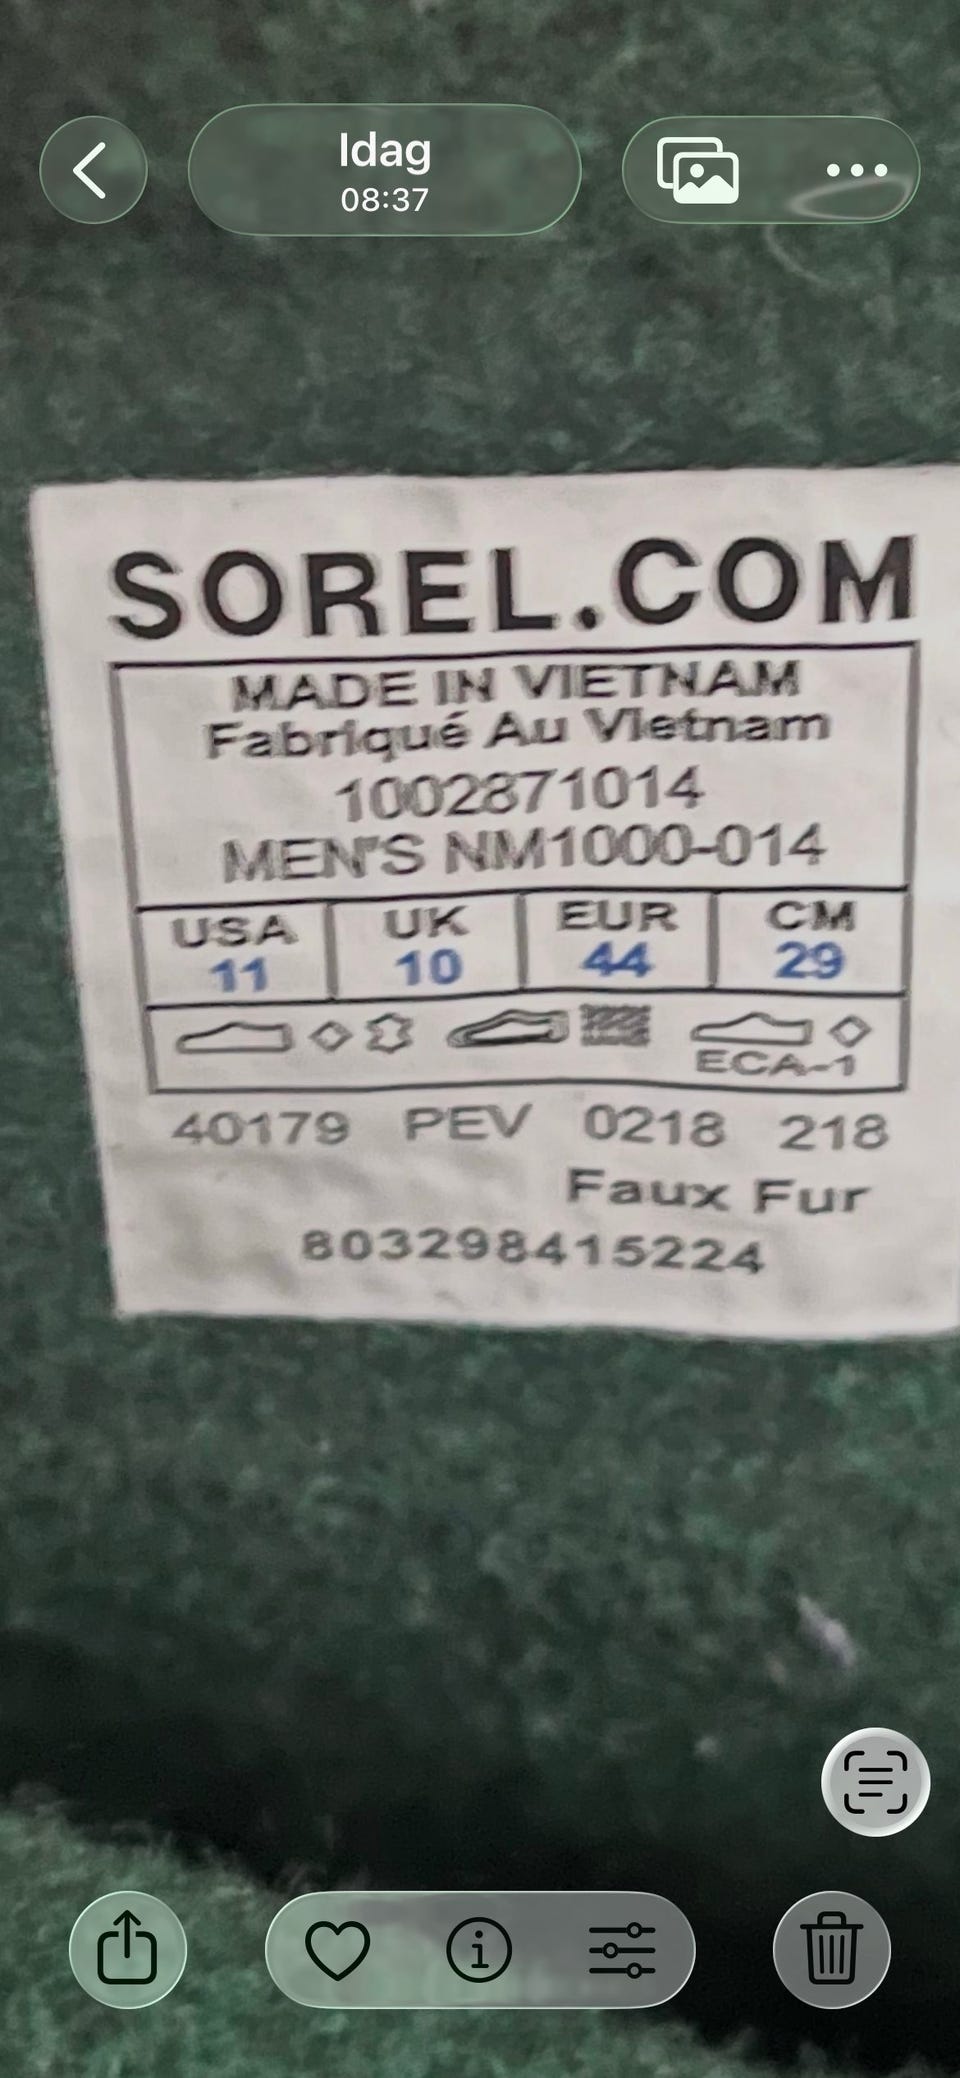 Idag
08:37
SOREL.COM
MADE IN VIETNAM
Fabriqué Au Vietnam
1002871014
MEN'S NM1000-014
USA UK EUR CM
11 10 44 29
ECA-1
40179 PEV 0218 218
Faux Fur
803298415224